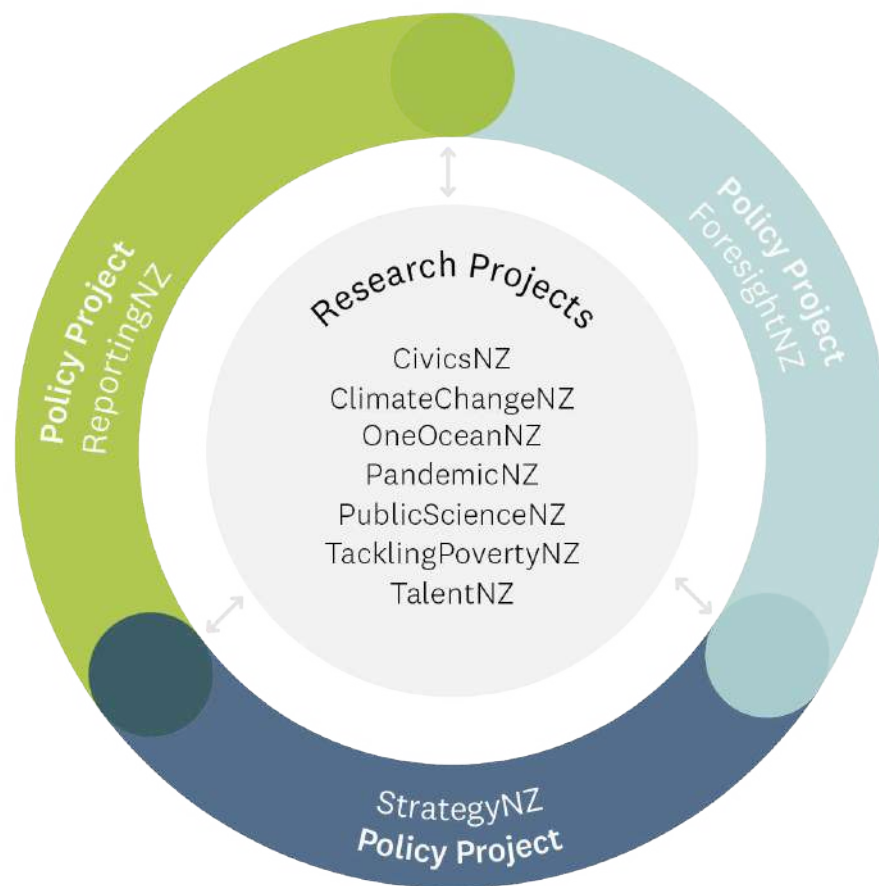 Policy Project
ReportingNZ
Policy Project
ForesightNZ
Research Projects
CivicsNZ
ClimateChangeNZ
OneOceanNZ
PandemicNZ
PublicScienceNZ
TacklingPovertyNZ
TalentNZ
StrategyNZ
Policy Project